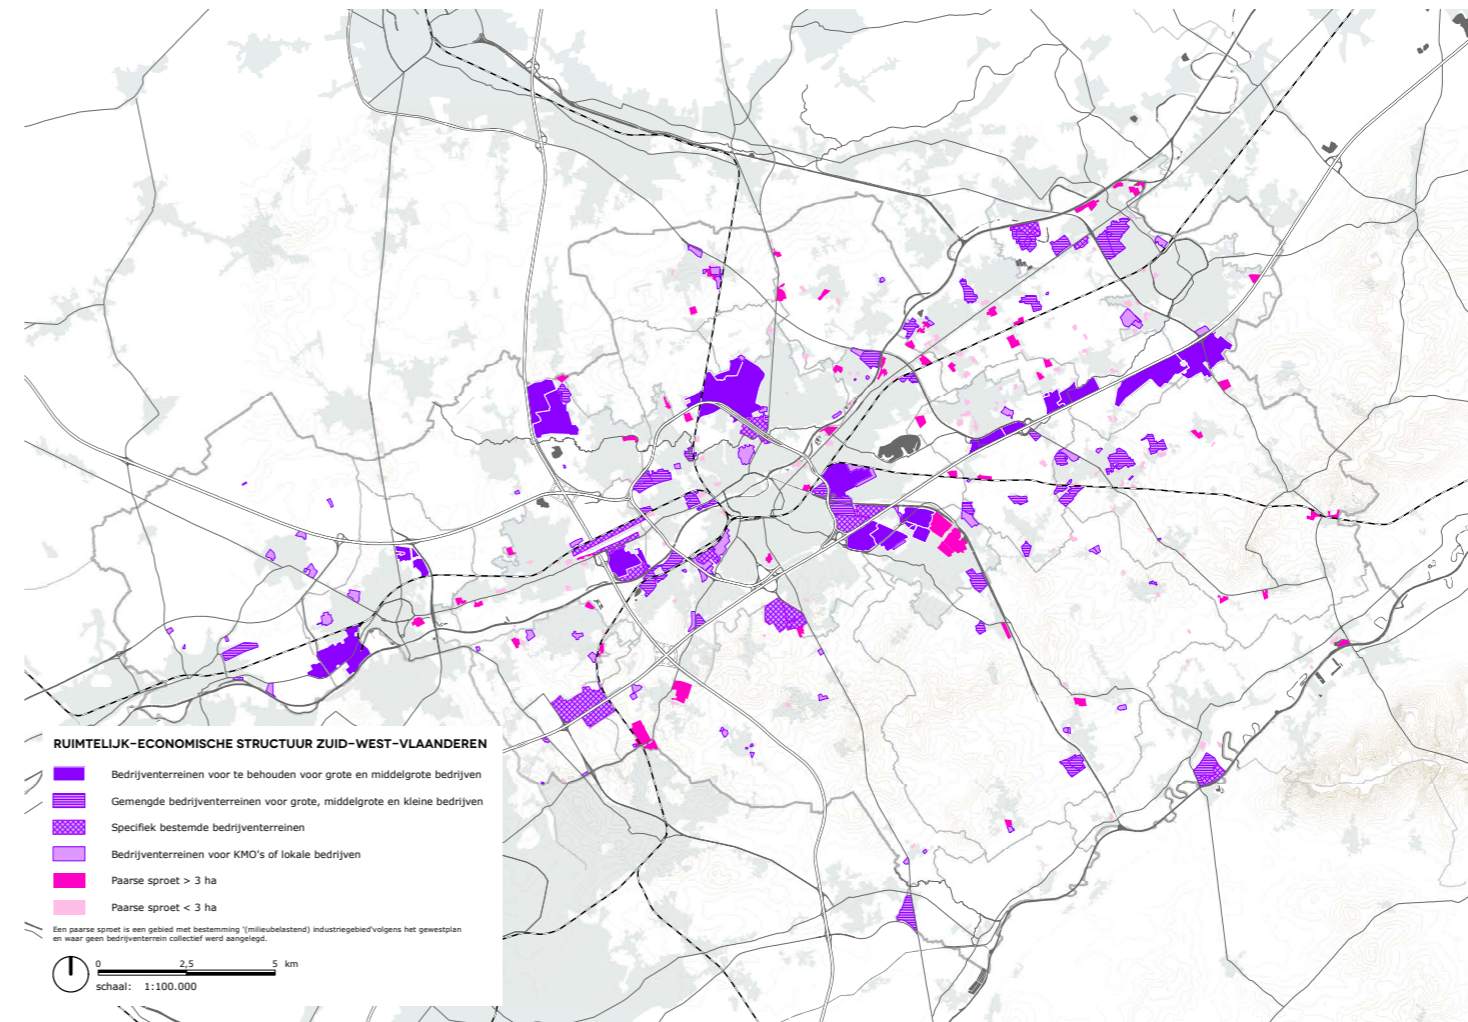 RUIMTELIJK-ECONOMISCHE STRUCTUUR ZUID-WEST-VLAANDEREN
Bedrijventerreinen voor te behouden voor grote en middelgrote bedrijven
Gemengde bedrijventerreinen voor grote, middelgrote en kleine bedrijven
Specifiek bestemde bedrijventerreinen
Bedrijventerreinen voor KMO's of lokale bedrijven
Paarse sproet > 3 ha
Paarse sproet < 3 ha
Een paarse sproet is een gebied met bestemming '(milieubelastend) industriegebied'volgens het gewestplan
en waar geen bedrijventerrein collectief werd aangelegd.
0 2,5 5 km
schaal: 1:100.000